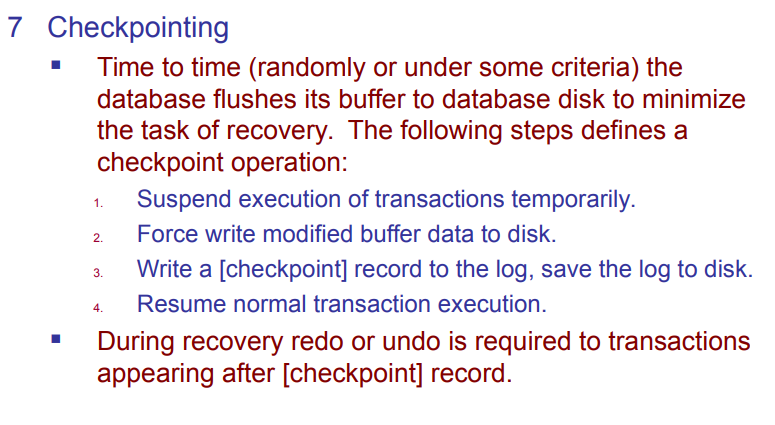 7 Checkpointing
▪ Time to time (randomly or under some criteria) the
database flushes its buffer to database disk to minimize
the task of recovery. The following steps defines a
checkpoint operation:
1. Suspend execution of transactions temporarily.
2. Force write modified buffer data to disk.
3. Write a [checkpoint] record to the log, save the log to disk.
4. Resume normal transaction execution.
▪ During recovery redo or undo is required to transactions
appearing after [checkpoint] record.